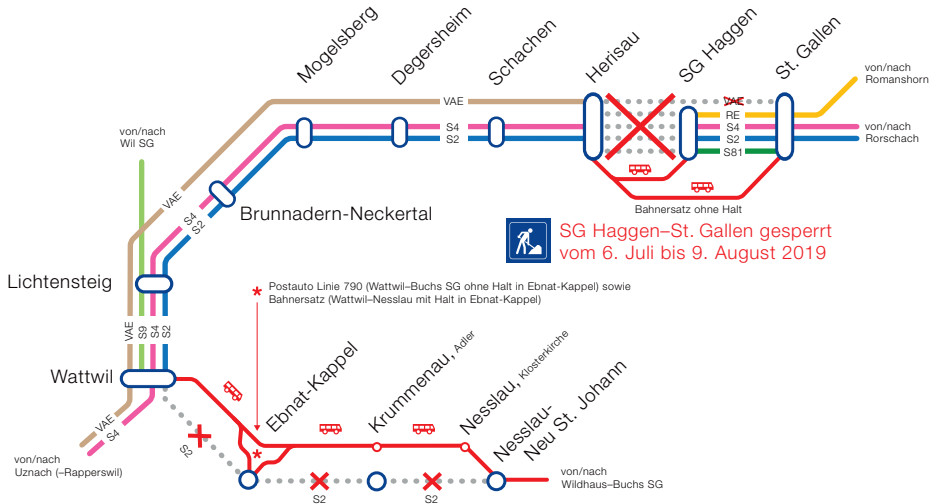 Mogelsberg
Degersheim
Schachen
Herisau
SG Haggen
St. Gallen
von/nach
Romanshorn
VAE
VAE
RE
S4
S4
S2
S2
S81
von/nach
Rorschach
von/nach
Wil SG
VAE
S4
S2
Brunnadern-Neckertal
Bahnersatz ohne Halt
SG Haggen–St. Gallen gesperrt
vom 6. Juli bis 9. August 2019
Lichtensteig
* Postauto Linie 790 (Wattwil–Buchs SG ohne Halt in Ebnat-Kappel) sowie
Bahnersatz (Wattwil–Nesslau mit Halt in Ebnat-Kappel)
VAE
S9
S4
S2
Wattwil
Ebnat-Kappel
Krummenau, Adler
Nesslau, Klosterkirche
Nesslau-
Neu St. Johann
VAE
S4
S2
*
von/nach
Uznach (–Rapperswil)
S2
S2
von/nach
Wildhaus–Buchs SG